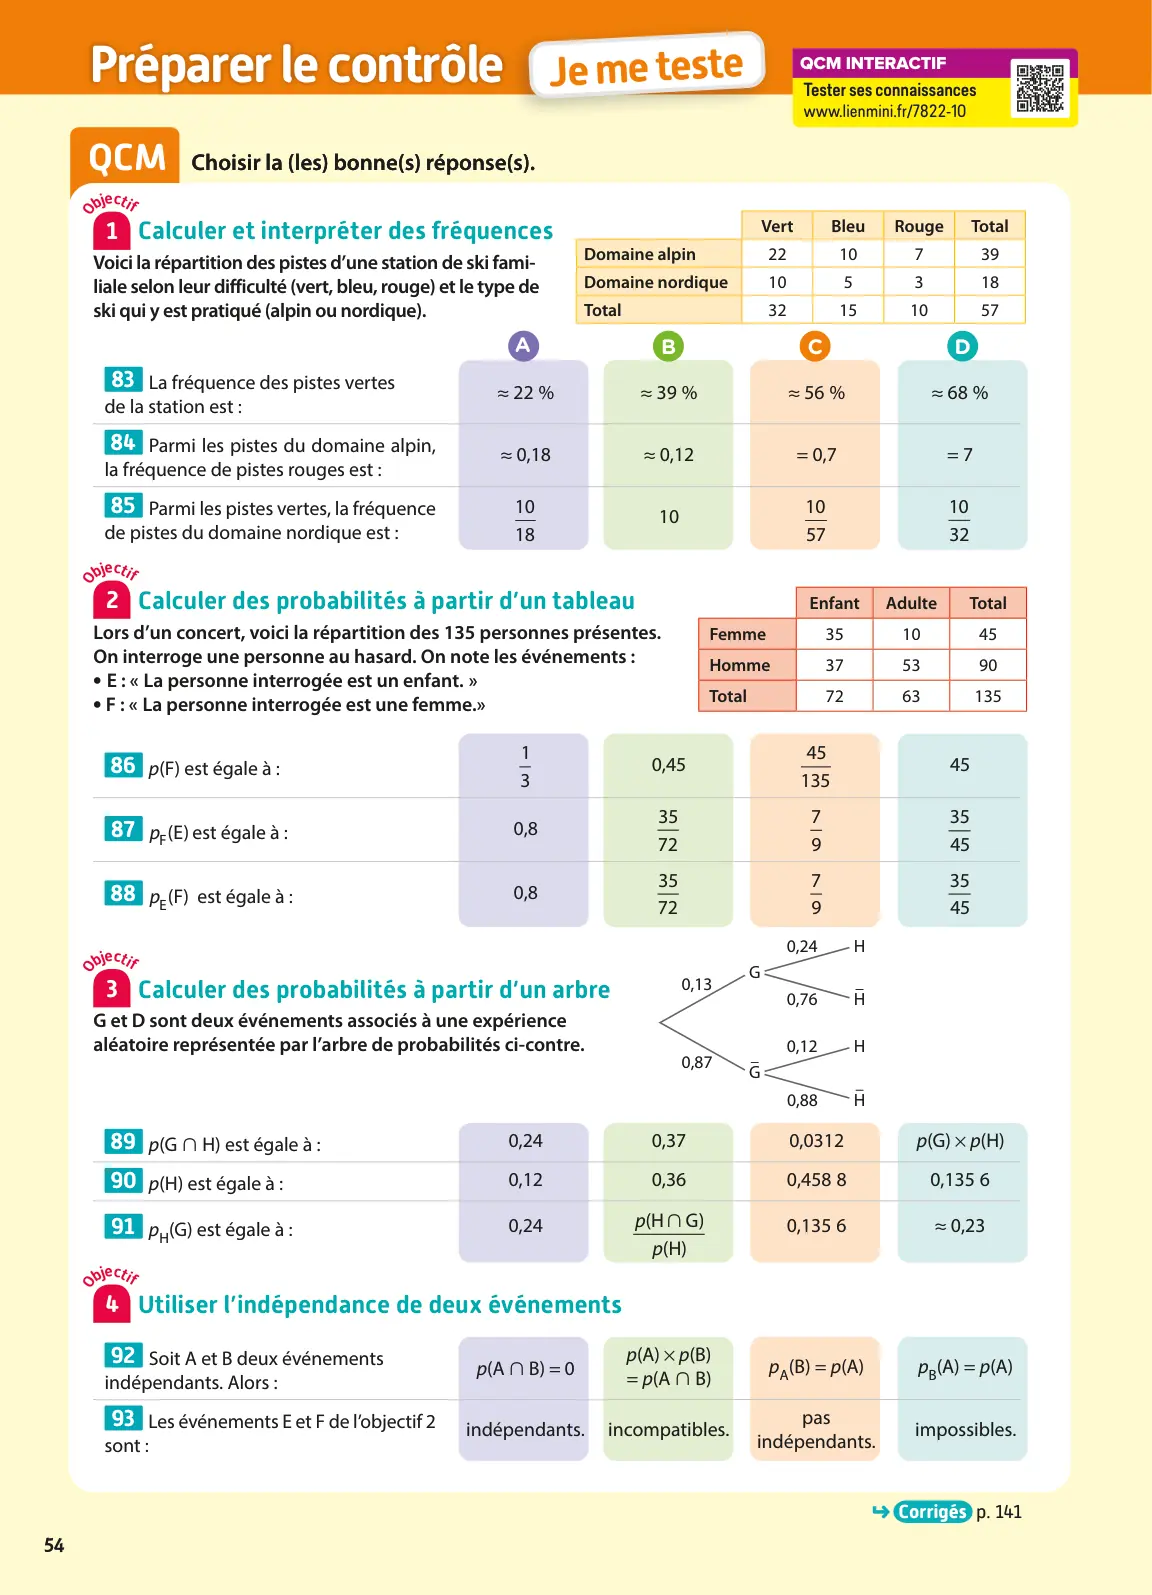 Préparer le contrôle
Je me teste
QCM INTERACTIF
Tester ses connaissances
www.lienmini.fr/7822-10
QCM Choisir la (les) bonne(s) réponse(s).
Objectif
1 Calculer et interpréter des fréquences
Voici la répartition des pistes d'une station de ski fami-
liale selon leur difficulté (vert, bleu, rouge) et le type de
ski qui y est pratiqué (alpin ou nordique).
Vert Bleu Rouge Total
Domaine alpin 22 10 7 39
Domaine nordique 10 5 3 18
Total 32 15 10 57
A B C D
83 La fréquence des pistes vertes
de la station est :
≈ 22 % ≈ 39 % ≈ 56 % ≈ 68 %
84 Parmi les pistes du domaine alpin,
la fréquence de pistes rouges est :
≈ 0,18 ≈ 0,12 = 0,7 = 7
85 Parmi les pistes vertes, la fréquence
de pistes du domaine nordique est :
10/18 10 10/57 10/32
Objectif
2 Calculer des probabilités à partir d'un tableau
Lors d'un concert, voici la répartition des 135 personnes présentes.
On interroge une personne au hasard. On note les événements :
• E : « La personne interrogée est un enfant. »
• F : « La personne interrogée est une femme.»
Enfant Adulte Total
Femme 35 10 45
Homme 37 53 90
Total 72 63 135
86 p(F) est égale à :
1/3 0,45 45/135 45
87 p_F(E) est égale à :
0,8 35/72 7/9 35/45
88 p_E(F) est égale à :
0,8 35/72 7/9 35/45
Objectif
3 Calculer des probabilités à partir d'un arbre
G et D sont deux événements associés à une expérience
aléatoire représentée par l'arbre de probabilités ci-contre.
0,24 H
0,13 G
0,76 H̅
0,12 H
0,87 G̅
0,88 H̅
89 p(G ∩ H) est égale à :
0,24 0,37 0,0312 p(G) × p(H)
90 p(H) est égale à :
0,12 0,36 0,458 8 0,135 6
91 p_H(G) est égale à :
0,24 p(H ∩ G)/p(H) 0,135 6 ≈ 0,23
Objectif
4 Utiliser l'indépendance de deux événements
92 Soit A et B deux événements
indépendants. Alors :
p(A ∩ B) = 0
p(A) × p(B)
= p(A ∩ B)
p_A(B) = p(A)
p_B(A) = p(A)
93 Les événements E et F de l'objectif 2
sont :
indépendants.
incompatibles.
pas
indépendants.
impossibles.
↪ Corrigés p. 141
54